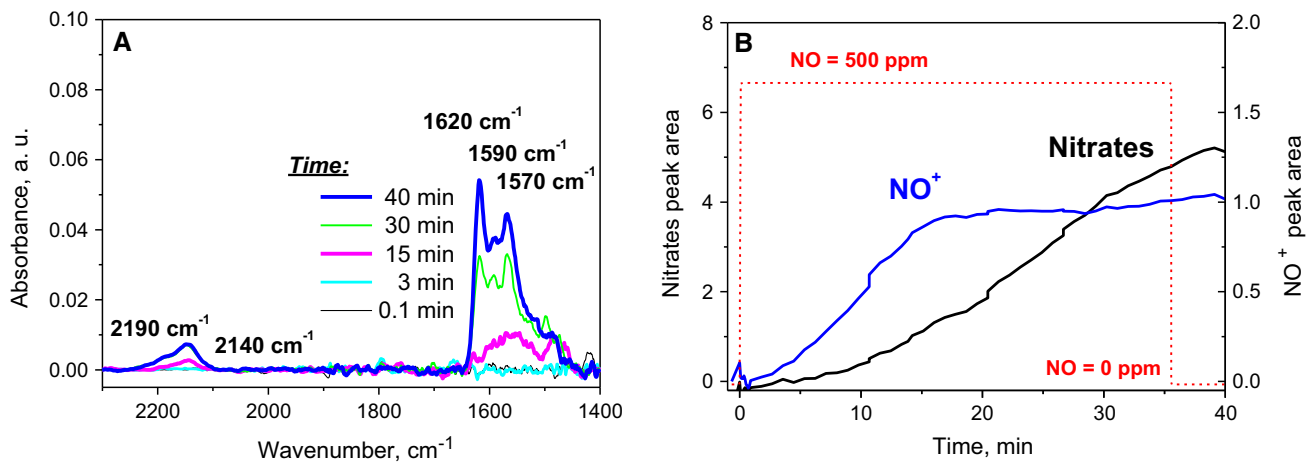 A
0.10
0.08
0.06
0.04
0.02
0.00
Absorbance, a. u.
1620 cm-1
1590 cm-1
1570 cm-1
Time:
40 min
30 min
15 min
3 min
0.1 min
2190 cm-1
2140 cm-1
2200 2000 1800 1600 1400
Wavenumber, cm-1
B
8
6
4
2
0
Nitrates peak area
NO = 500 ppm
Nitrates
NO+
NO = 0 ppm
2.0
1.5
1.0
0.5
0.0
NO+ peak area
0 10 20 30 40
Time, min